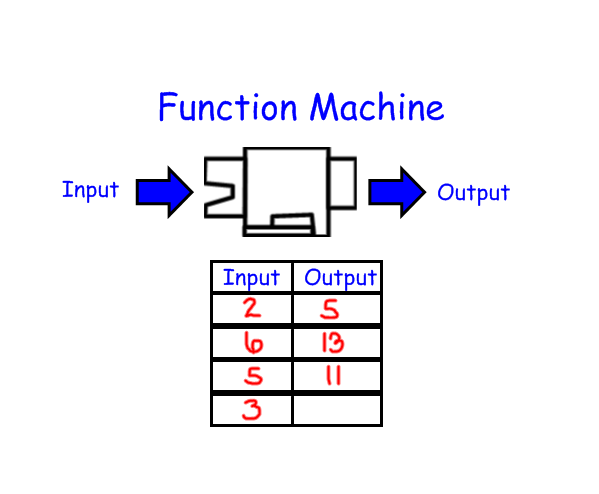 Function Machine
Input Output
Input Output
2 5
6 13
5 11
3